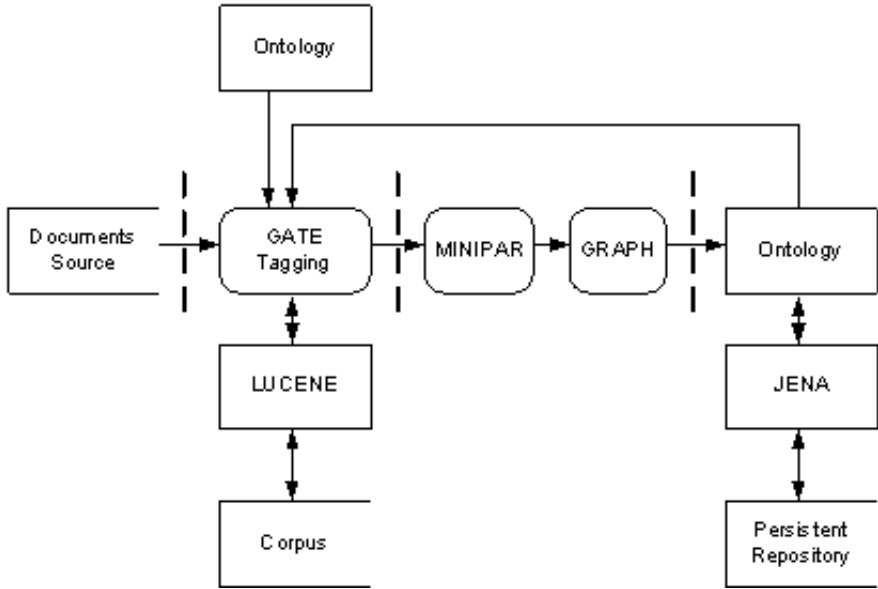 Ontology
Documents
Source
GATE
Tagging
MINIPAR
GRAPH
Ontology
LUCENE
JENA
Corpus
Persistent
Repository